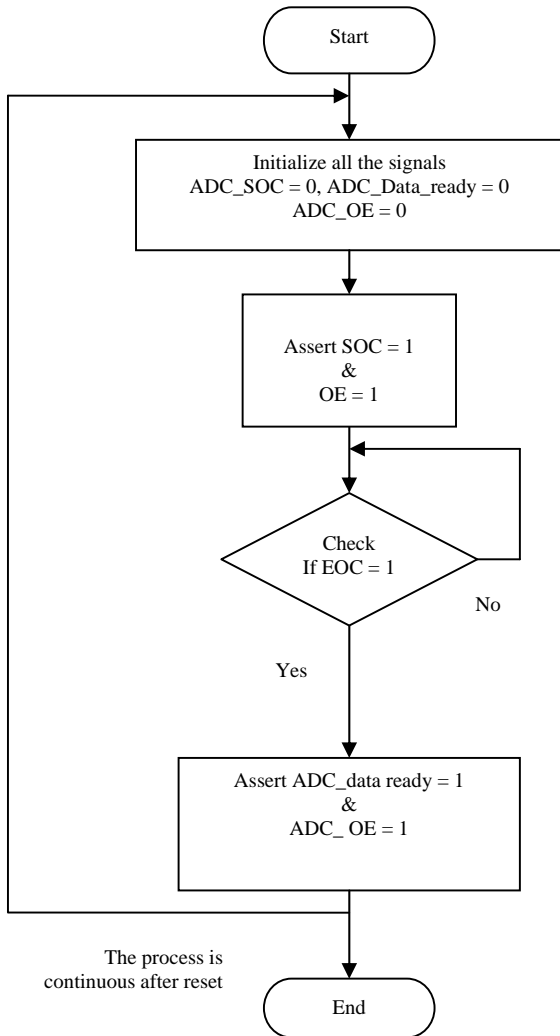 Start
Initialize all the signals
ADC_SOC = 0, ADC_Data_ready = 0
ADC_OE = 0
Assert SOC = 1
&
OE = 1
Check
If EOC = 1
No
Yes
Assert ADC_data ready = 1
&
ADC_ OE = 1
The process is
continuous after reset
End